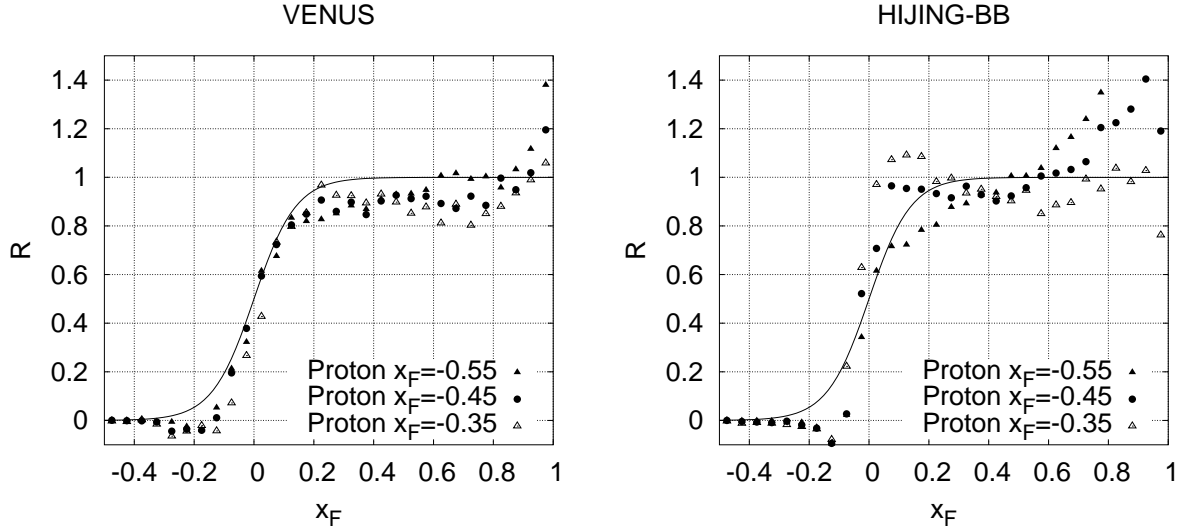 VENUS
R
1.4
1.2
1
0.8
0.6
0.4
0.2
0
-0.4 -0.2 0 0.2 0.4 0.6 0.8 1
x_F
Proton x_F=-0.55
Proton x_F=-0.45
Proton x_F=-0.35
HIJING-BB
R
1.4
1.2
1
0.8
0.6
0.4
0.2
0
-0.4 -0.2 0 0.2 0.4 0.6 0.8 1
x_F
Proton x_F=-0.55
Proton x_F=-0.45
Proton x_F=-0.35